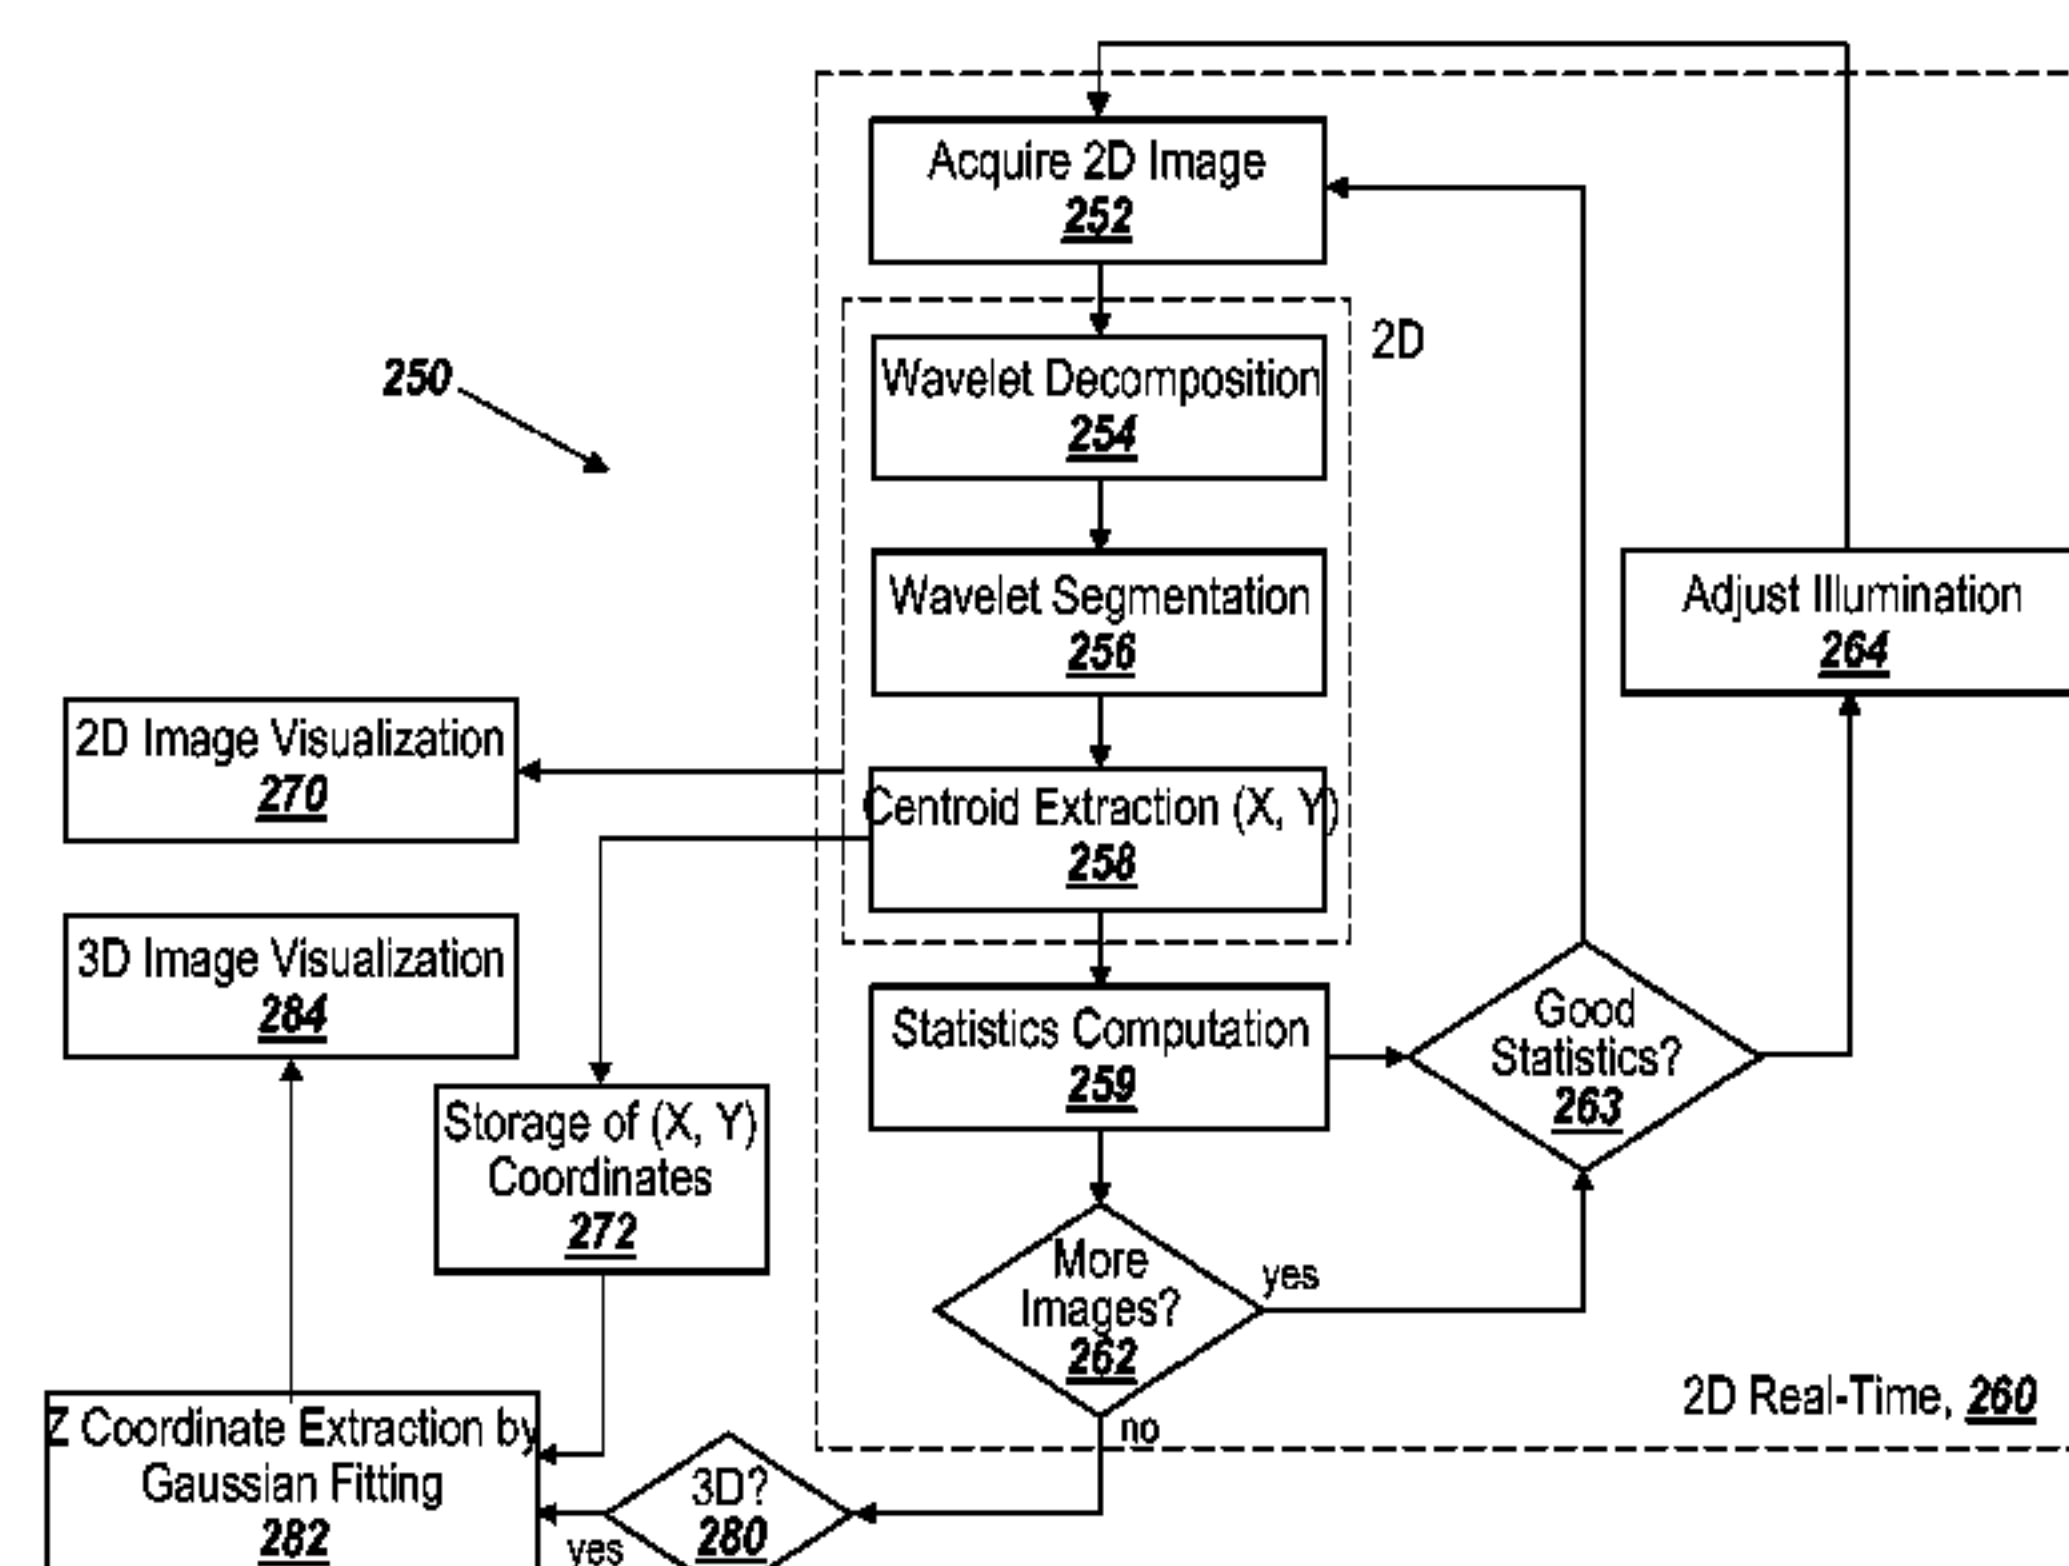 Acquire 2D Image
252
2D
Wavelet Decomposition
254
250
Wavelet Segmentation
256
Adjust Illumination
264
2D Image Visualization
270
Centroid Extraction (X, Y)
258
3D Image Visualization
284
Statistics Computation
259
Good
Statistics?
263
Storage of (X, Y)
Coordinates
272
More
Images?
262
yes
no
2D Real-Time, 260
Z Coordinate Extraction by
Gaussian Fitting
282
3D?
280
yes